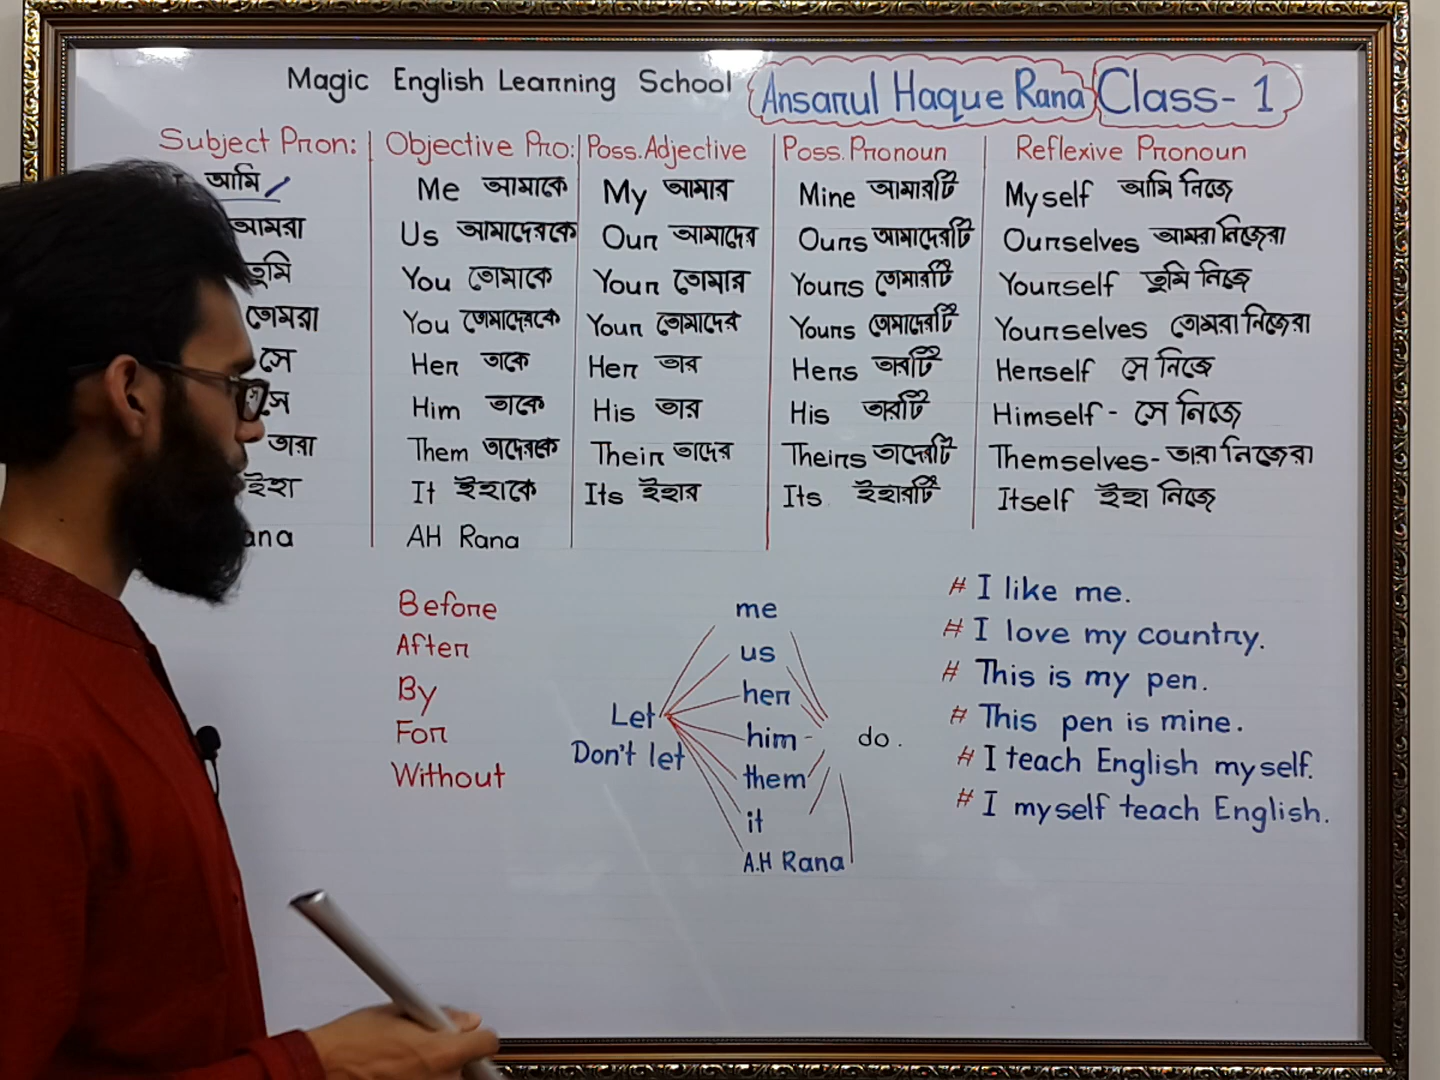 Magic English Learning School Ansarul Haque Rana Class- 1
Subject Pron: Objective Pro: Poss. Adjective Poss. Pronoun Reflexive Pronoun
আমি Me আমাকে My আমার Mine আমারটি Myself আমি নিজে
আমরা Us আমাদেরকে Our আমাদের Ours আমাদেরটি Ourselves আমরা নিজেরা
তুমি You তোমাকে Your তোমার Yours তোমারটি Yourself তুমি নিজে
তোমরা You তোমাদেরকে Your তোমাদের Yours তোমাদেরটি Yourselves তোমরা নিজেরা
সে Her তাকে Her তার Hers তারটি Herself সে নিজে
সে Him তাকে His তার His তারটি Himself - সে নিজে
তারা Them তাদেরকে Their তাদের Theirs তাদেরটি Themselves - তারা নিজেরা
ইহা It ইহাকে Its ইহার Its ইহারটি Itself ইহা নিজে
AH Rana
Before
After
By
For
Without
Let
Don't let
me
us
her
him -
them
it
A.H Rana
do.
# I like me.
# I love my country.
# This is my pen.
# This pen is mine.
# I teach English myself.
# I myself teach English.